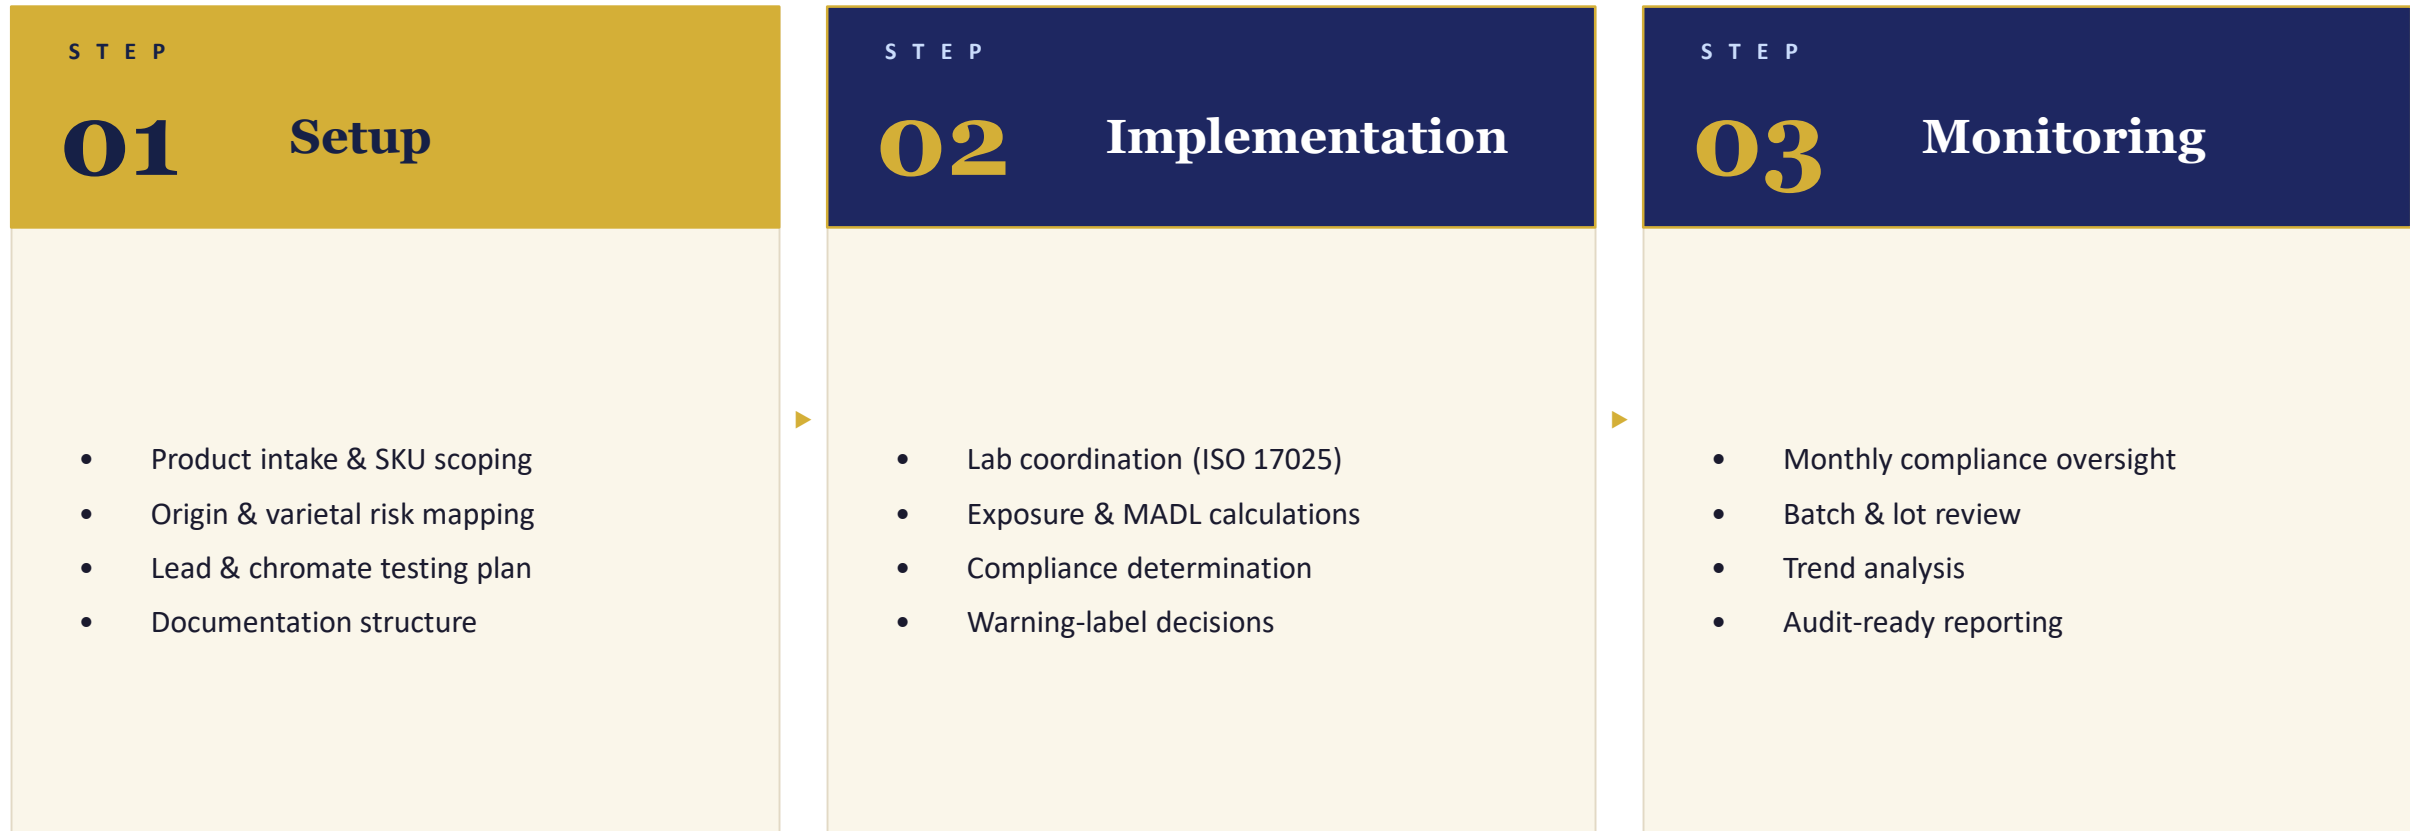 STEP
01 Setup
• Product intake & SKU scoping
• Origin & varietal risk mapping
• Lead & chromate testing plan
• Documentation structure
STEP
02 Implementation
• Lab coordination (ISO 17025)
• Exposure & MADL calculations
• Compliance determination
• Warning-label decisions
STEP
03 Monitoring
• Monthly compliance oversight
• Batch & lot review
• Trend analysis
• Audit-ready reporting